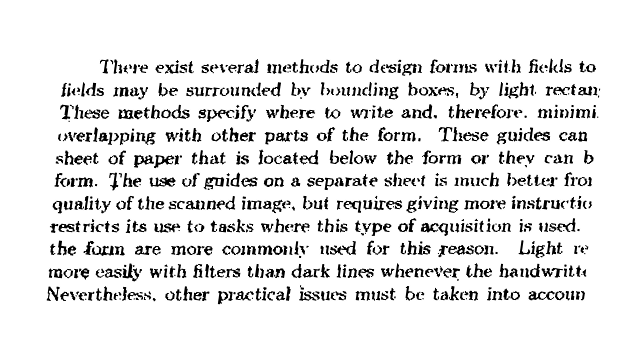 There exist several methods to design forms with fields to
fields may be surrounded by bounding boxes, by light rectan
These methods specify where to write and, therefore, minimi
overlapping with other parts of the form. These guides can
sheet of paper that is located below the form or they can b
form. The use of guides on a separate sheet is much better fro
quality of the scanned image, but requires giving more instructio
restricts its use to tasks where this type of acquisition is used.
the form are more commonly used for this reason. Light re
more easily with filters than dark lines whenever the handwritte
Nevertheless, other practical issues must be taken into accoun